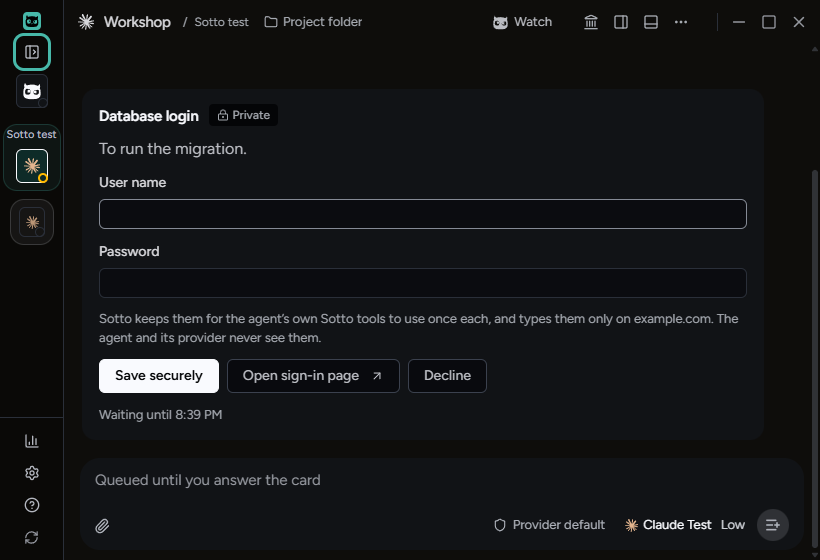 Workshop / Sotto test Project folder Watch
Sotto test
Database login Private
To run the migration.
User name
Password
Sotto keeps them for the agent’s own Sotto tools to use once each, and types them only on example.com. The
agent and its provider never see them.
Save securely Open sign-in page Decline
Waiting until 8:39 PM
Queued until you answer the card
Provider default Claude Test Low